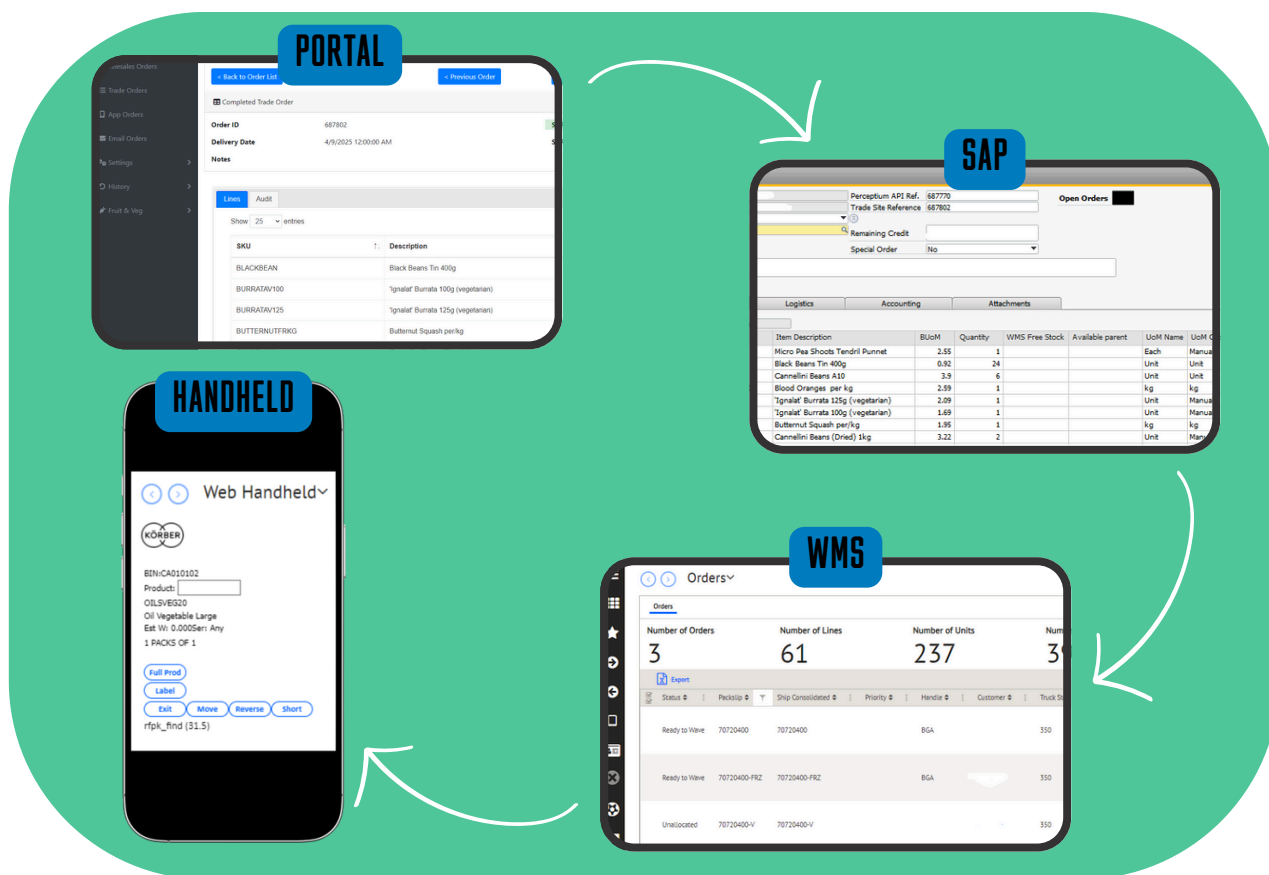 PORTAL
esales Orders
Trade Orders
App Orders
Email Orders
Settings
History
Fruit & Veg
< Back to Order List
< Previous Order
Completed Trade Order
Order ID 687802
Delivery Date 4/9/2025 12:00:00 AM
Notes
Lines Audit
Show 25 entries
SKU Description
BLACKBEAN Black Beans Tin 400g
BURRATAV100 'Ignalat' Burrata 100g (vegetarian)
BURRATAV125 'Ignalat' Burrata 125g (vegetarian)
BUTTERNUTFRKG Butternut Squash per/kg
SAP
Perceptium API Ref. 687770 Open Orders
Trade Site Reference 687802
Remaining Credit
Special Order No
Logistics Accounting Attachments
Item Description BUoM Quantity WMS Free Stock Available parent UoM Name UoM
Micro Pea Shoots Tendril Punnet 2.55 1 Each Manua
Black Beans Tin 400g 0.92 24 Unit Unit
Cannellini Beans A10 3.9 6 Unit Unit
Blood Oranges per kg 2.59 1 kg kg
'Ignalat' Burrata 125g (vegetarian) 2.09 1 Unit Manua
'Ignalat' Burrata 100g (vegetarian) 1.69 1 Unit Manua
Butternut Squash per/kg 1.95 1 kg kg
Cannellini Beans (Dried) 1kg 3.22 2 Unit Manu
HANDHELD
Web Handheld
KÖRBER
BIN:CA010102
Product:
OILSVEG20
Oil Vegetable Large
Est W: 0.000Ser: Any
1 PACKS OF 1
Full Prod
Label
Exit Move Reverse Short
rfpk_find (31.5)
WMS
Orders
Orders
Number of Orders Number of Lines Number of Units Num
3 61 237 39
Export
Status Packslip Ship Consolidated Priority Handle Customer Truck St
Ready to Wave 70720400 70720400 BGA 350
Ready to Wave 70720400-FRZ 70720400-FRZ BGA 350
Unallocated 70720400-V 70720400-V 350